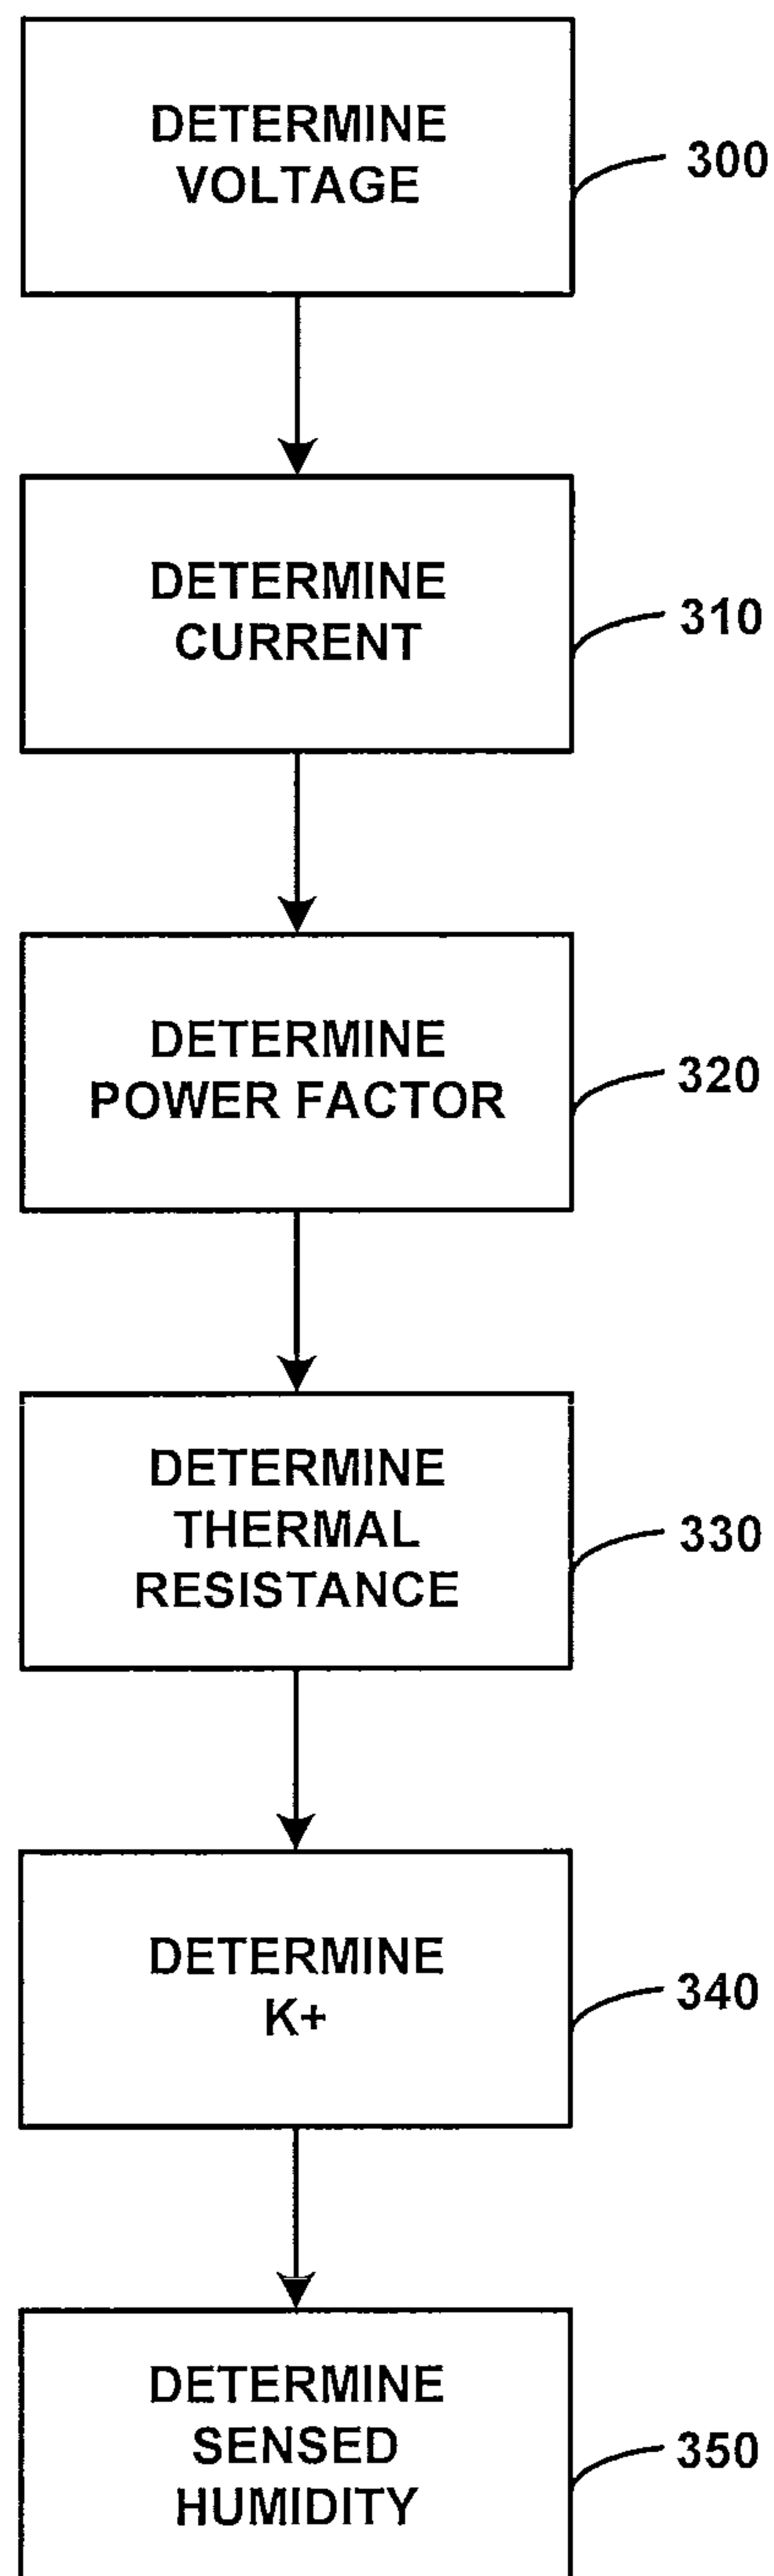 DETERMINE
VOLTAGE
300
DETERMINE
CURRENT
310
DETERMINE
POWER FACTOR
320
DETERMINE
THERMAL
RESISTANCE
330
DETERMINE
K+
340
DETERMINE
SENSED
HUMIDITY
350